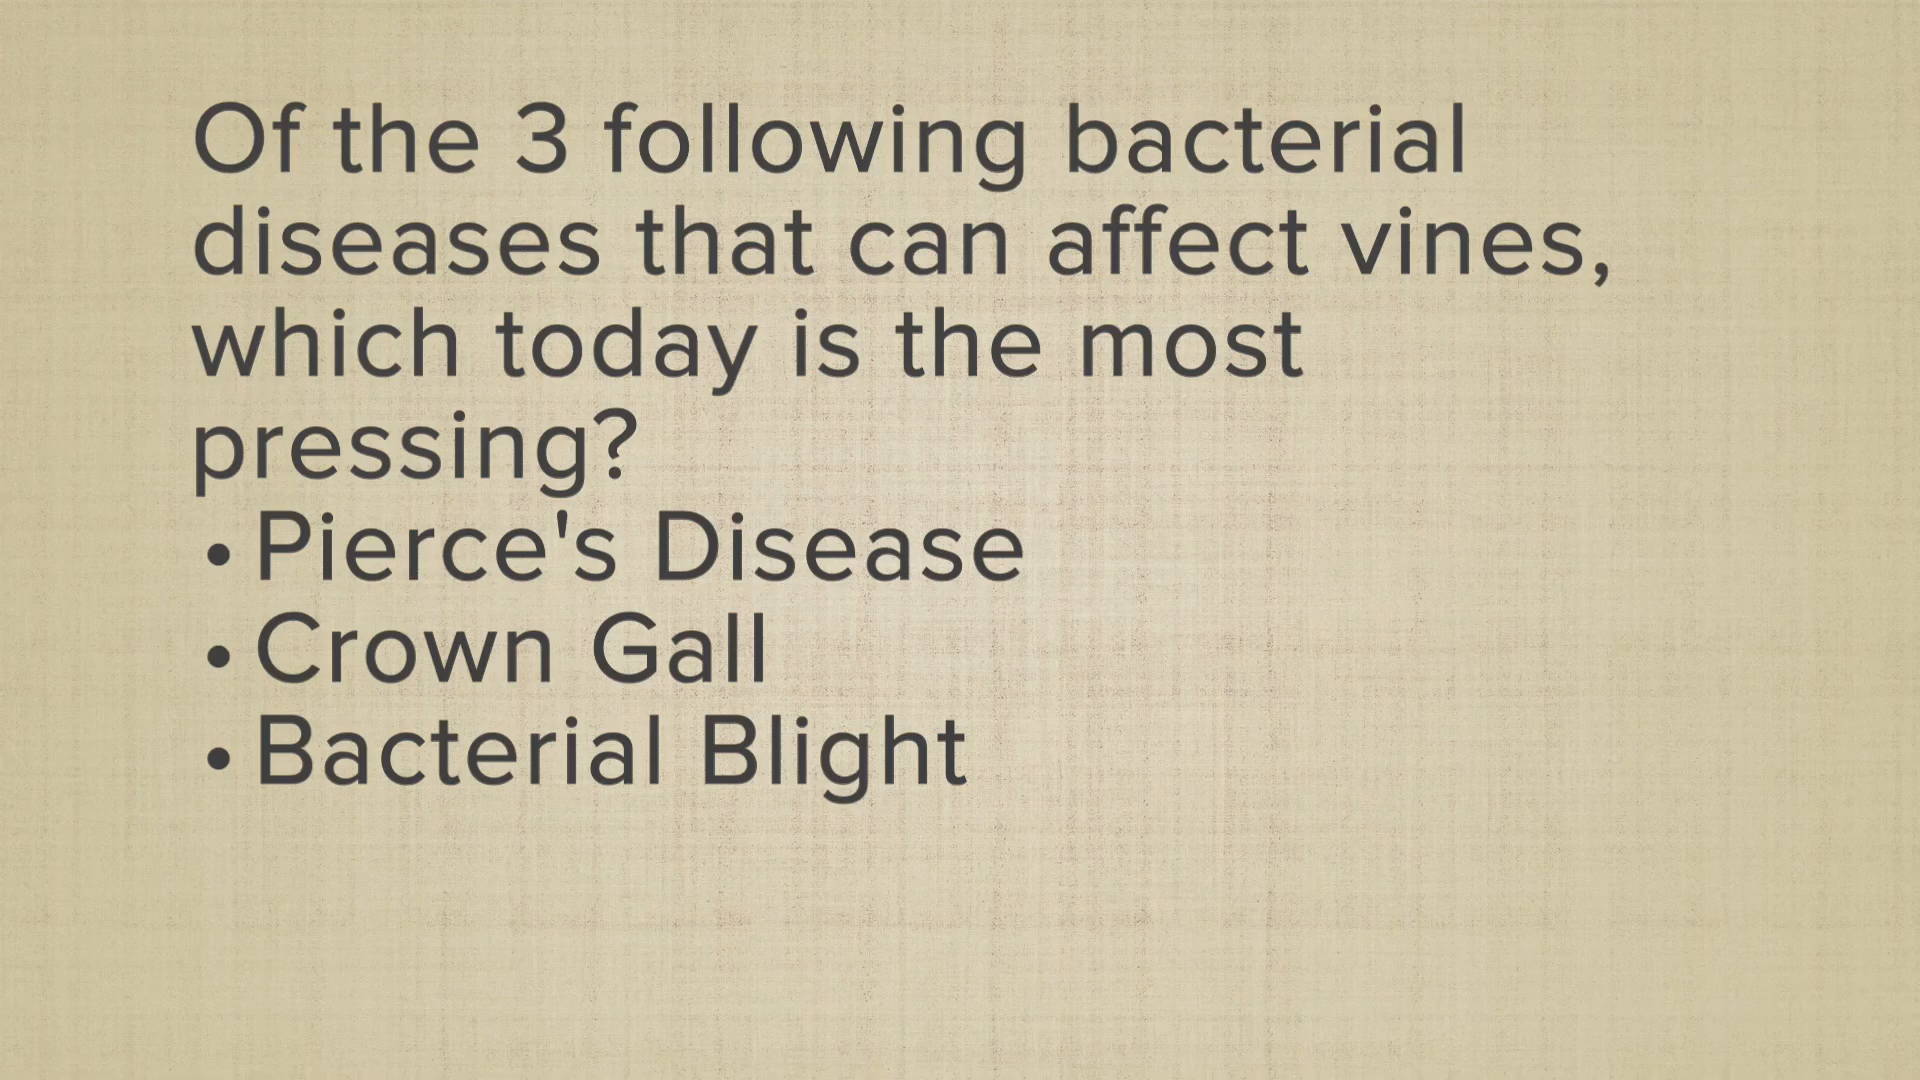 Of the 3 following bacterial
diseases that can affect vines,
which today is the most
pressing?
• Pierce's Disease
• Crown Gall
• Bacterial Blight